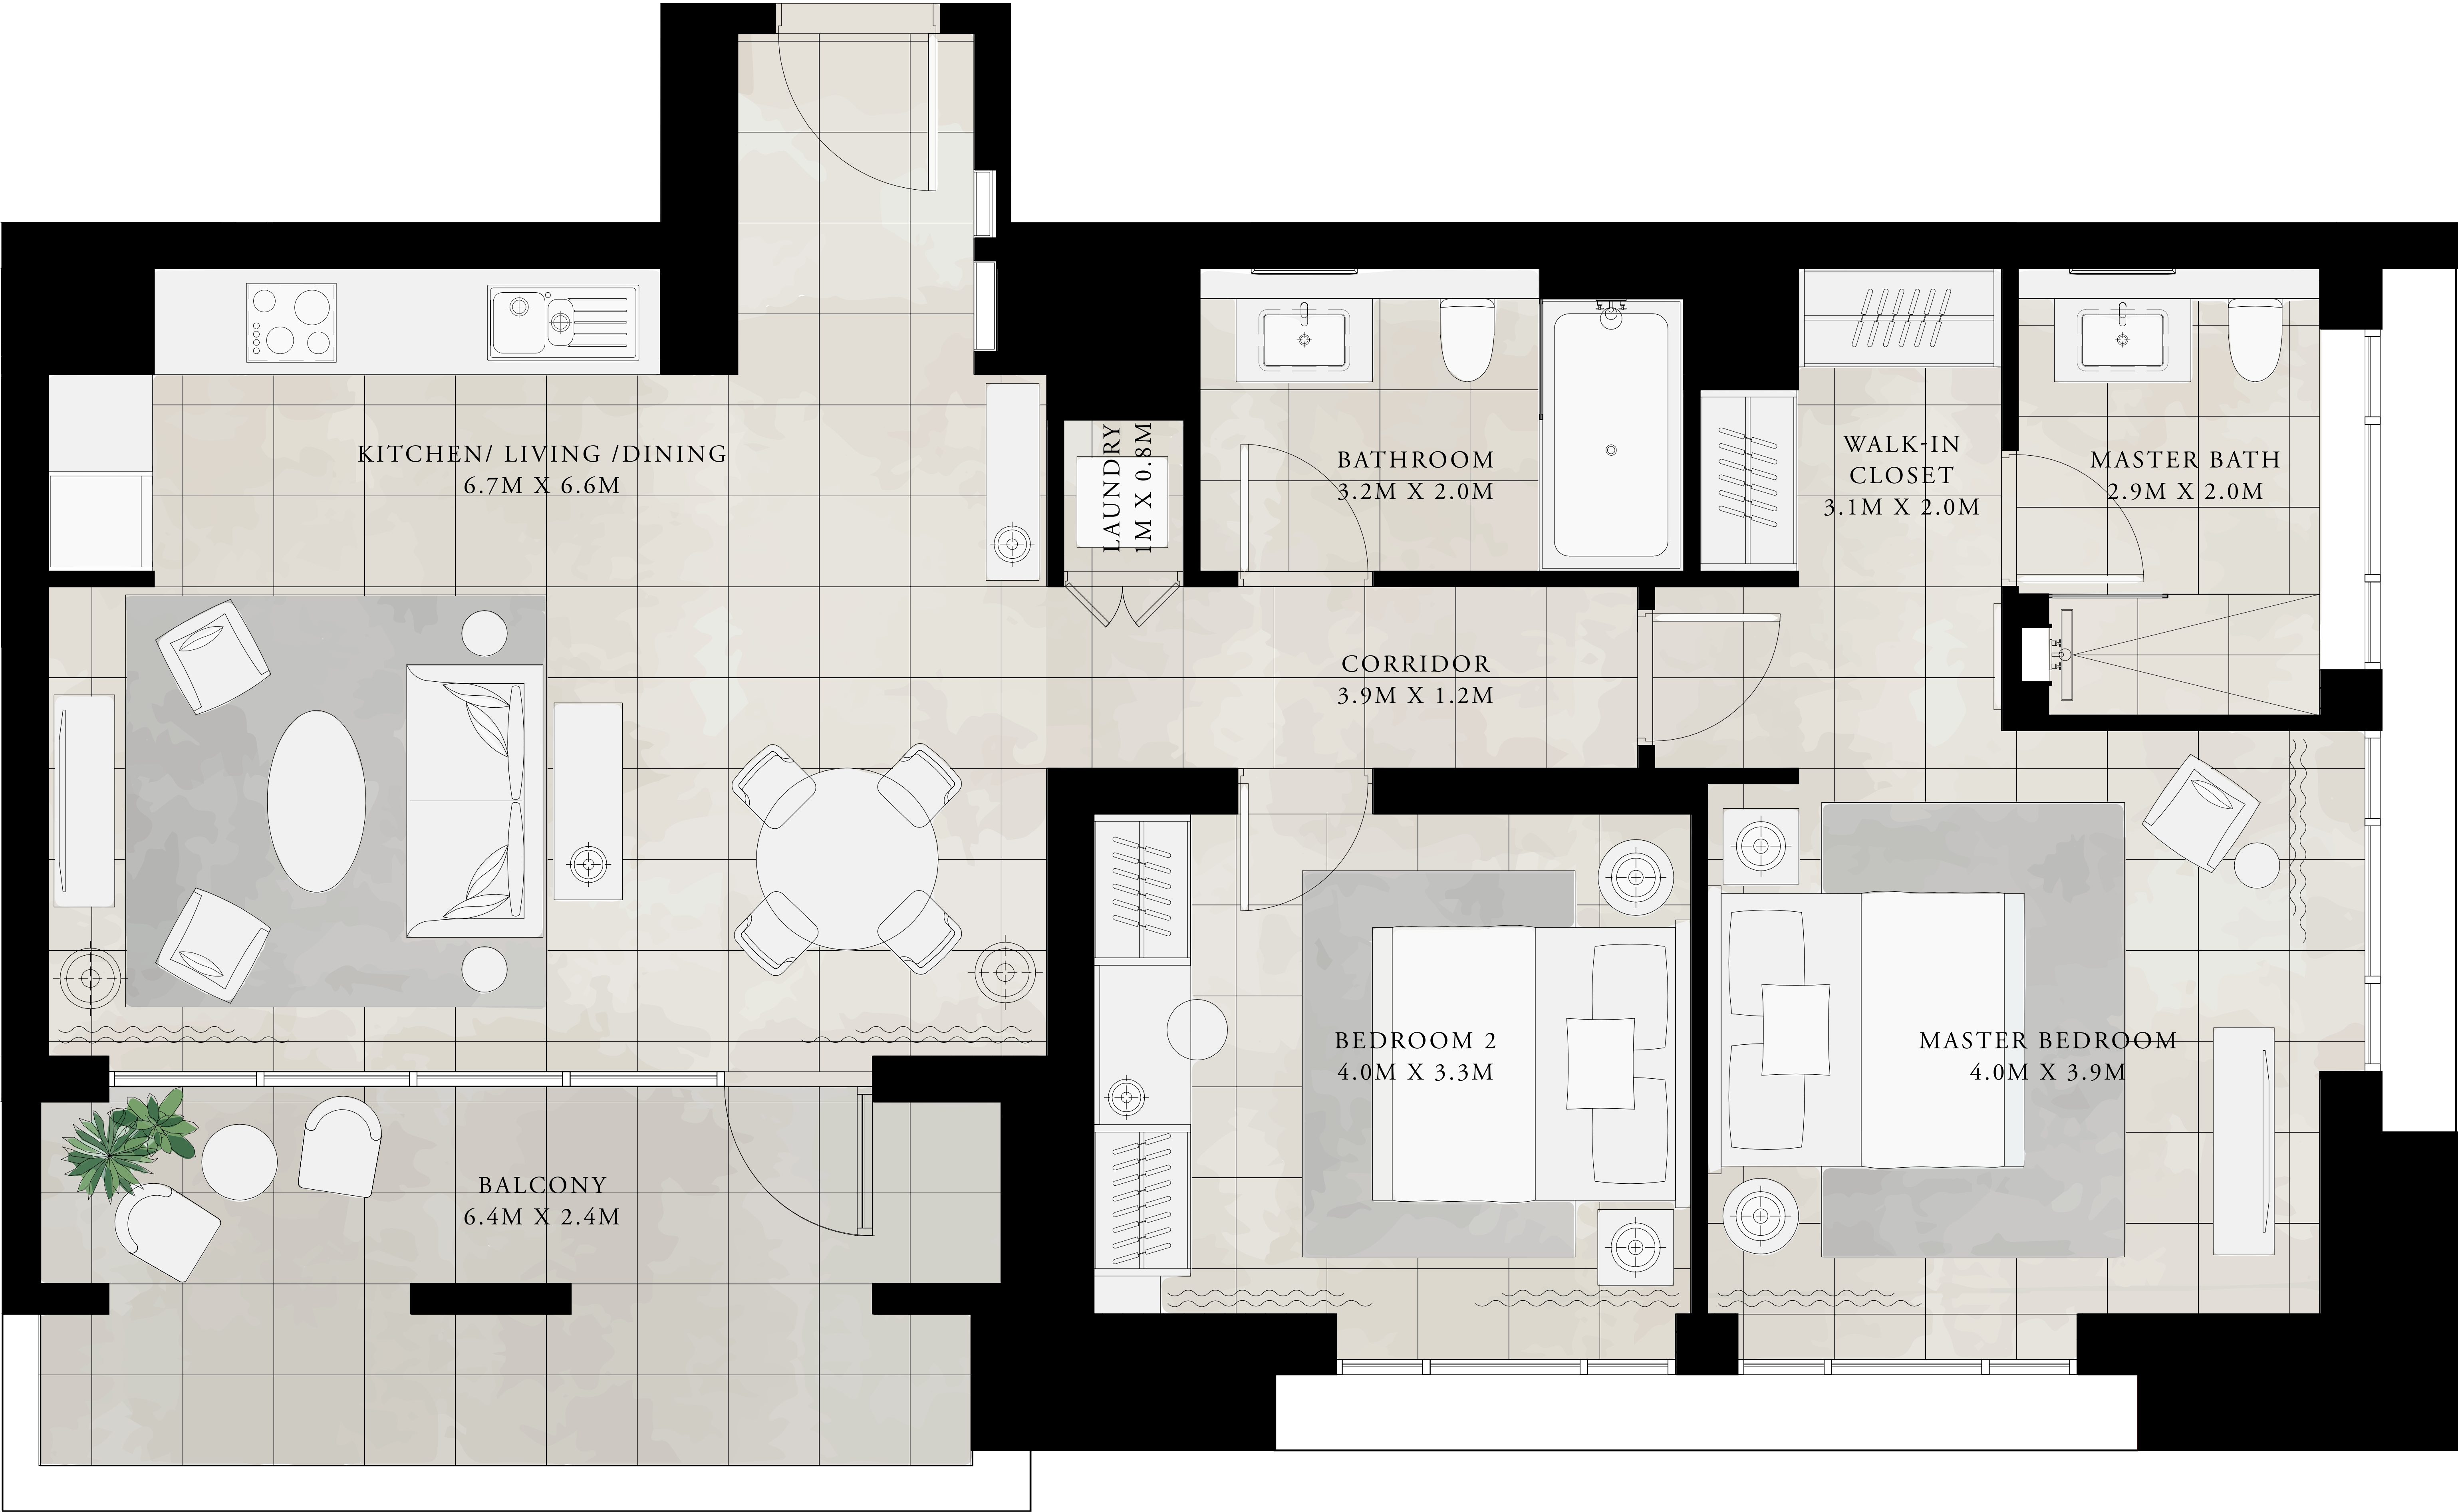 KITCHEN/ LIVING /DINING
6.7M X 6.6M
LAUNDRY
1M X 0.8M
BATHROOM
3.2M X 2.0M
WALK-IN
CLOSET
3.1M X 2.0M
MASTER BATH
2.9M X 2.0M
CORRIDOR
3.9M X 1.2M
BEDROOM 2
4.0M X 3.3M
MASTER BEDROOM
4.0M X 3.9M
BALCONY
6.4M X 2.4M